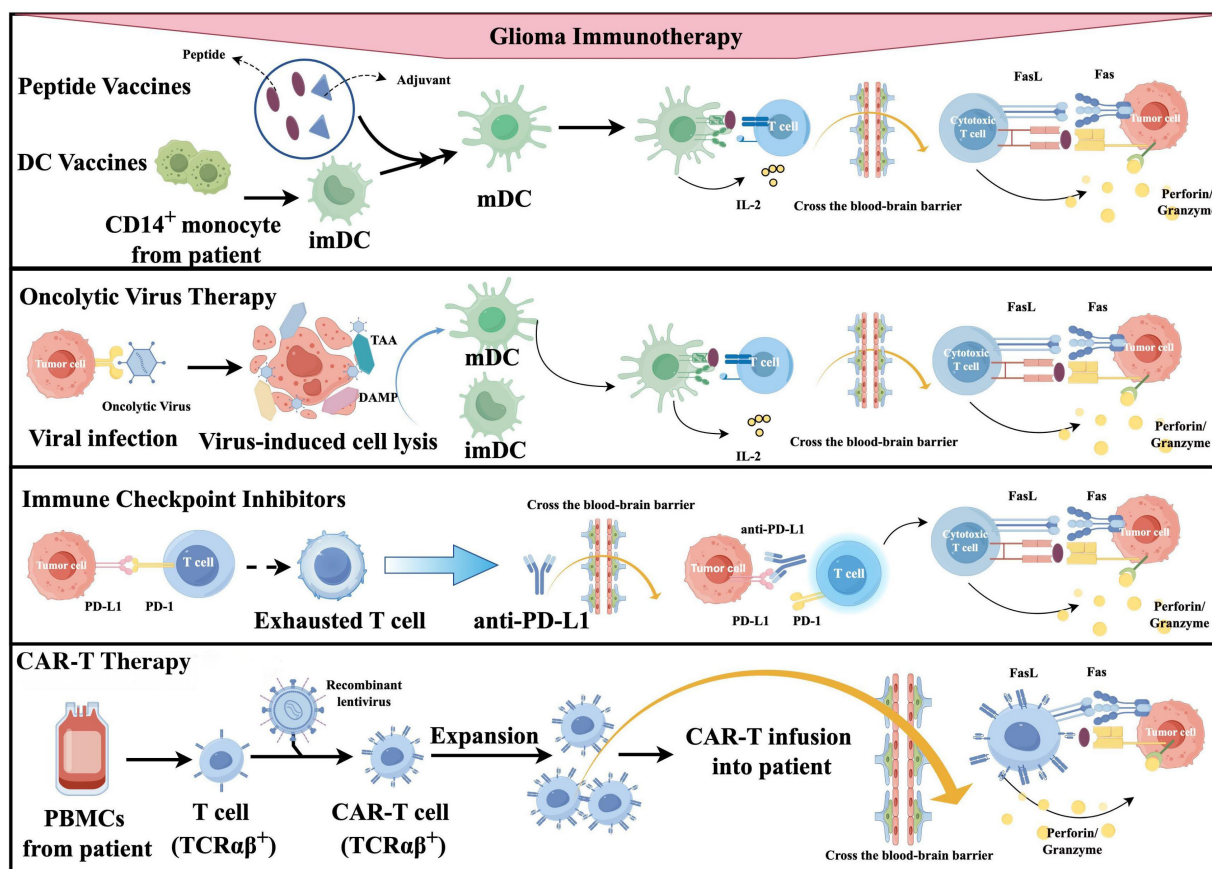 Glioma Immunotherapy
Peptide
Adjuvant
Peptide Vaccines
DC Vaccines
CD14+ monocyte
from patient
imDC
mDC
T cell
IL-2
Cross the blood-brain barrier
FasL
Fas
Cytotoxic
T cell
Tumor cell
Perforin/
Granzyme
Oncolytic Virus Therapy
Tumor cell
Oncolytic Virus
Viral infection
TAA
DAMP
Virus-induced cell lysis
mDC
imDC
T cell
IL-2
Cross the blood-brain barrier
FasL
Fas
Cytotoxic
T cell
Tumor cell
Perforin/
Granzyme
Immune Checkpoint Inhibitors
Tumor cell
T cell
PD-L1
PD-1
Exhausted T cell
anti-PD-L1
Cross the blood-brain barrier
anti-PD-L1
Tumor cell
T cell
PD-L1
PD-1
FasL
Fas
Cytotoxic
T cell
Tumor cell
Perforin/
Granzyme
CAR-T Therapy
PBMCs
from patient
T cell
(TCRαβ+)
Recombinant
lentivirus
CAR-T cell
(TCRαβ+)
Expansion
CAR-T infusion
into patient
Cross the blood-brain barrier
FasL
Fas
Tumor cell
Perforin/
Granzyme